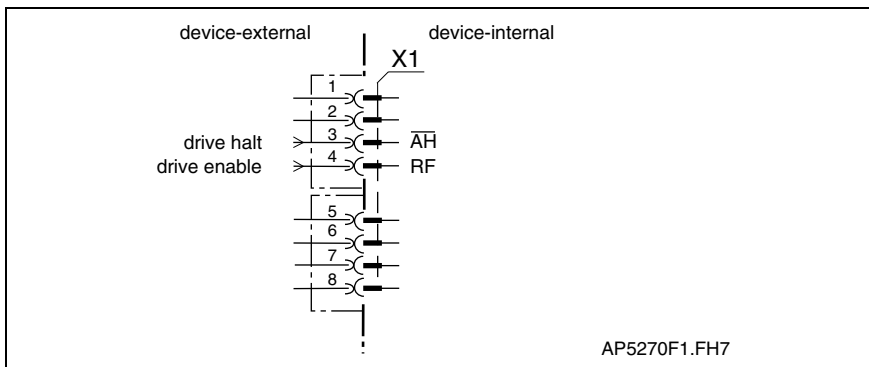 device-external device-internal
X1
1
2
drive halt 3 A̅H̅
drive enable 4 RF
5
6
7
8
AP5270F1.FH7